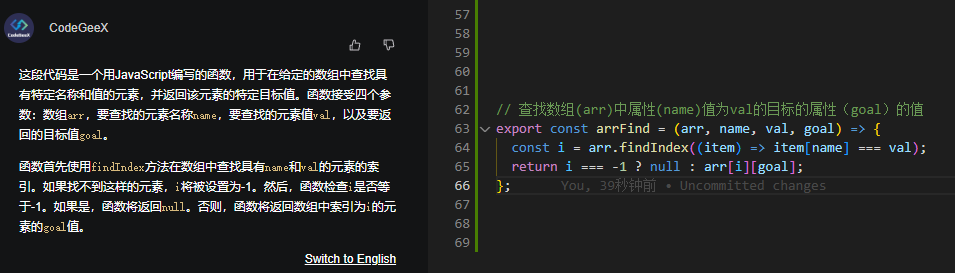 CodeGeeX
CodeGeeX
这段代码是一个用JavaScript编写的函数，用于在给定的数组中查找具
有特定名称和值的元素，并返回该元素的特定目标值。函数接受四个参
数：数组arr，要查找的元素名称name，要查找的元素值val，以及要返
回的目标值goal。
函数首先使用findIndex方法在数组中查找具有name和val的元素的索
引。如果找不到这样的元素，i将被设置为-1。然后，函数检查i是否等
于-1。如果是，函数将返回null。否则，函数将返回数组中索引为i的元
素的goal值。
Switch to English
57
58
59
60
61
62 // 查找数组(arr)中属性(name)值为val的目标的属性（goal）的值
63 export const arrFind = (arr, name, val, goal) => {
64 const i = arr.findIndex((item) => item[name] === val);
65 return i === -1 ? null : arr[i][goal];
66 }; You, 39秒钟前 • Uncommitted changes
67
68
69